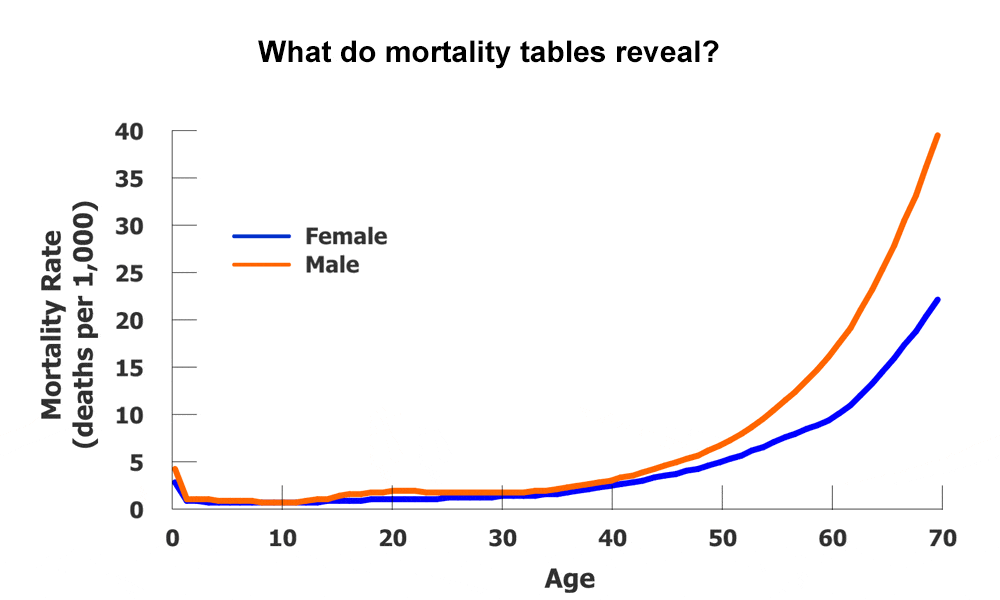 What do mortality tables reveal?
40
35
30
25
20
15
10
5
0
Mortality Rate
(deaths per 1,000)
Female
Male
0 10 20 30 40 50 60 70
Age